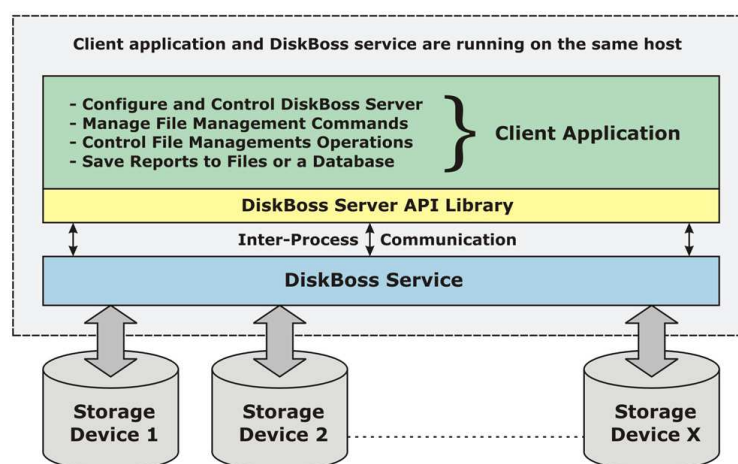 Client application and DiskBoss service are running on the same host
- Configure and Control DiskBoss Server
- Manage File Management Commands
- Control File Managements Operations
- Save Reports to Files or a Database
Client Application
DiskBoss Server API Library
Inter-Process Communication
DiskBoss Service
Storage
Device 1
Storage
Device 2
Storage
Device X